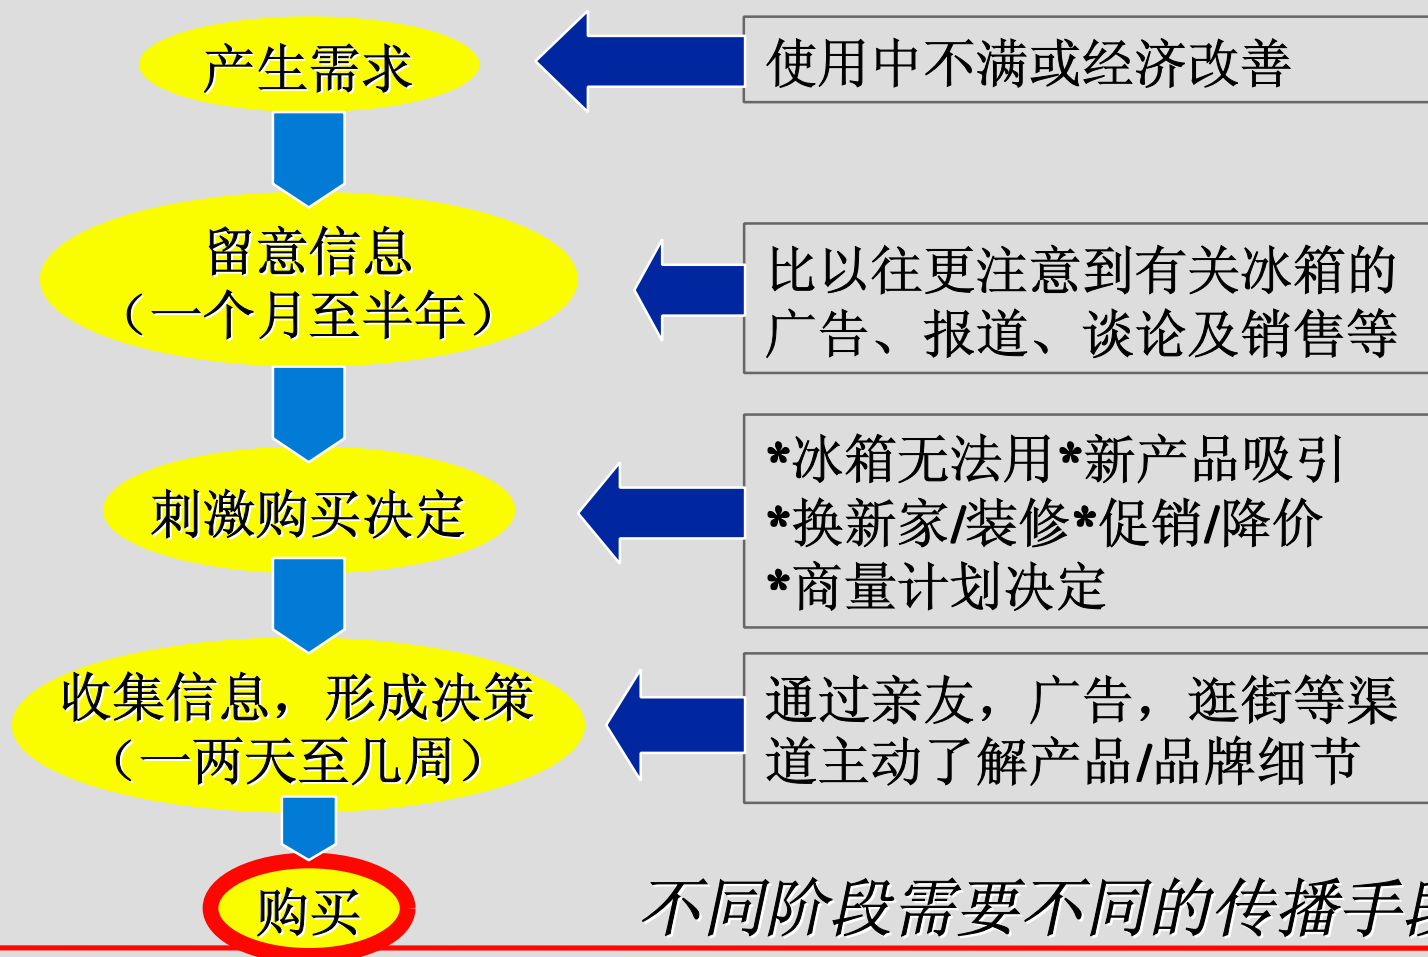 产生需求
使用中不满或经济改善
留意信息
（一个月至半年）
比以往更注意到有关冰箱的
广告、报道、谈论及销售等
刺激购买决定
*冰箱无法用*新产品吸引
*换新家/装修*促销/降价
*商量计划决定
收集信息，形成决策
（一两天至几周）
通过亲友，广告，逛街等渠
道主动了解产品/品牌细节
购买
不同阶段需要不同的传播手段